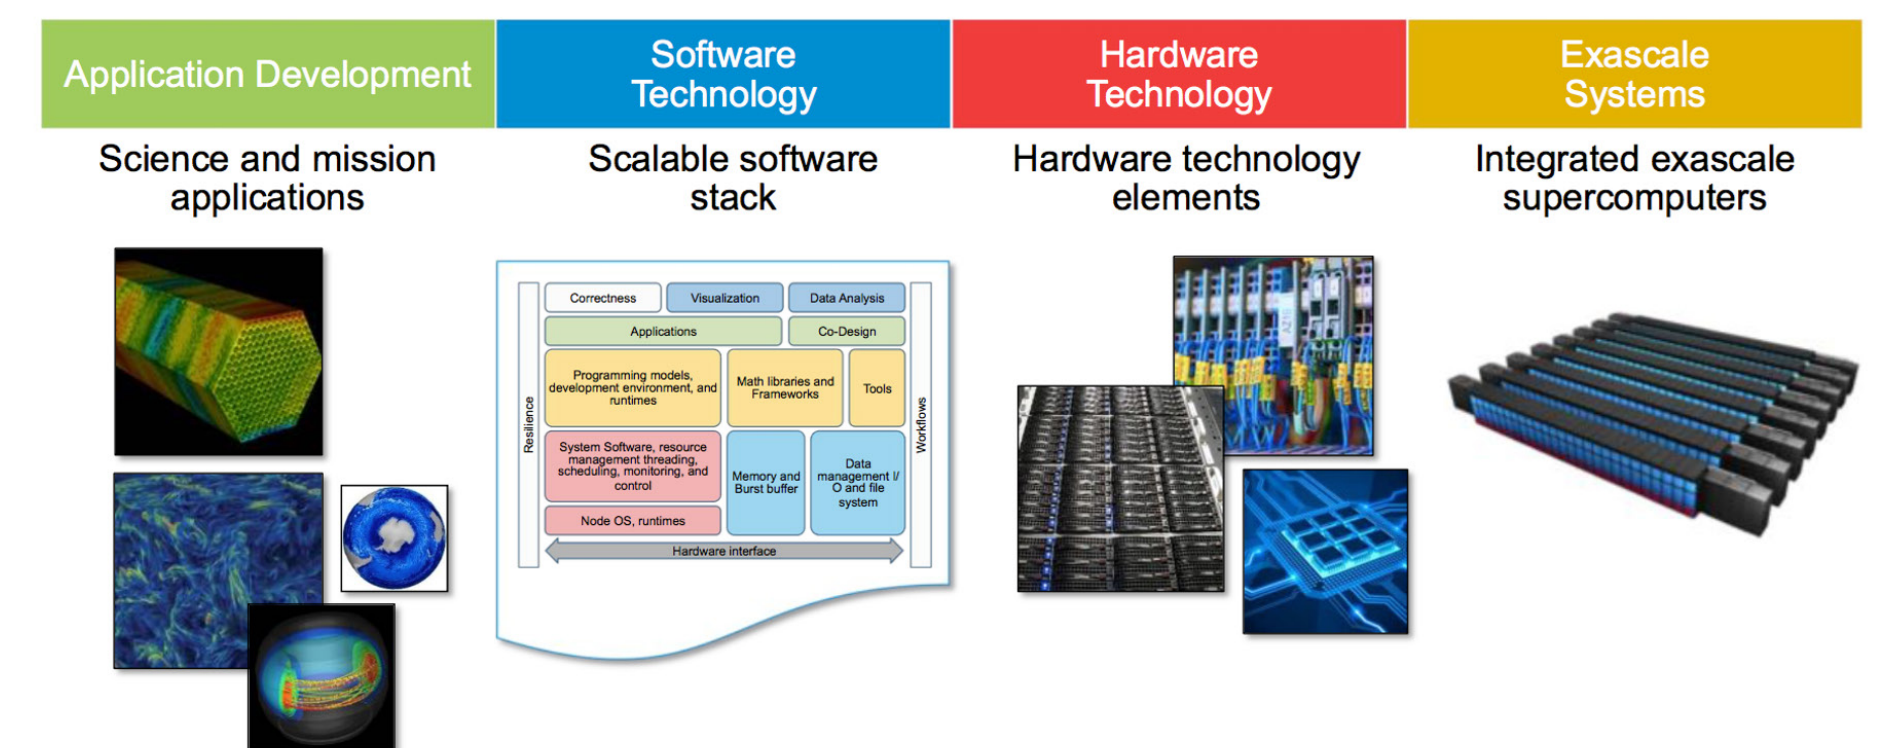 Application Development
Software
Technology
Hardware
Technology
Exascale
Systems
Science and mission
applications
Scalable software
stack
Hardware technology
elements
Integrated exascale
supercomputers
Resilience
Correctness
Visualization
Data Analysis
Applications
Co-Design
Programming models,
development environment, and
runtimes
Math libraries and
Frameworks
Tools
System Software, resource
management threading,
scheduling, monitoring, and
control
Memory and
Burst buffer
Data
management I/
O and file
system
Node OS, runtimes
Hardware interface
Workflows